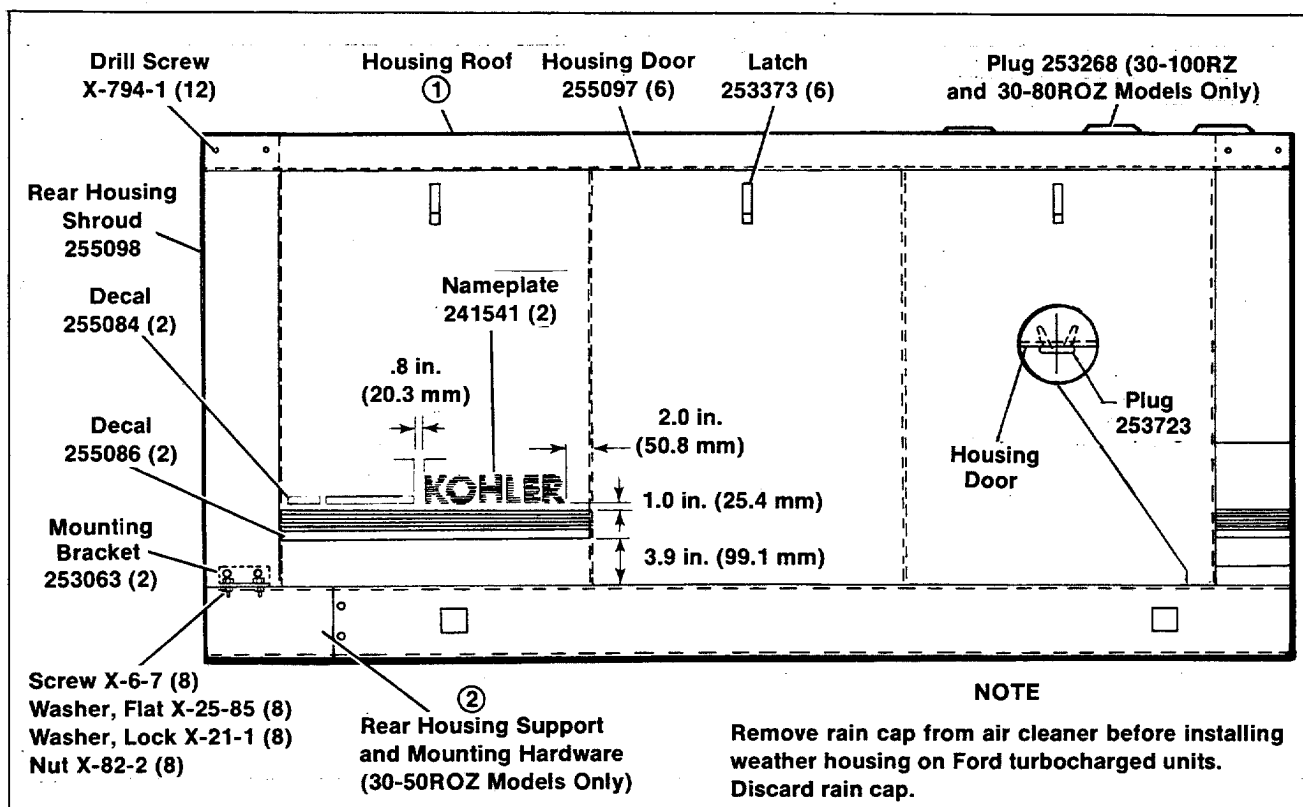 Drill Screw
X-794-1 (12)
Housing Roof
①
Housing Door
255097 (6)
Latch
253373 (6)
Plug 253268 (30-100RZ
and 30-80ROZ Models Only)
Rear Housing
Shroud
255098
Decal
255084 (2)
Nameplate
241541 (2)
.8 in.
(20.3 mm)
2.0 in.
(50.8 mm)
Plug
253723
Housing
Door
Decal
255086 (2)
KOHLER
1.0 in. (25.4 mm)
3.9 in. (99.1 mm)
Mounting
Bracket
253063 (2)
Screw X-6-7 (8)
Washer, Flat X-25-85 (8)
Washer, Lock X-21-1 (8)
Nut X-82-2 (8)
②
Rear Housing Support
and Mounting Hardware
(30-50ROZ Models Only)
NOTE
Remove rain cap from air cleaner before installing
weather housing on Ford turbocharged units.
Discard rain cap.